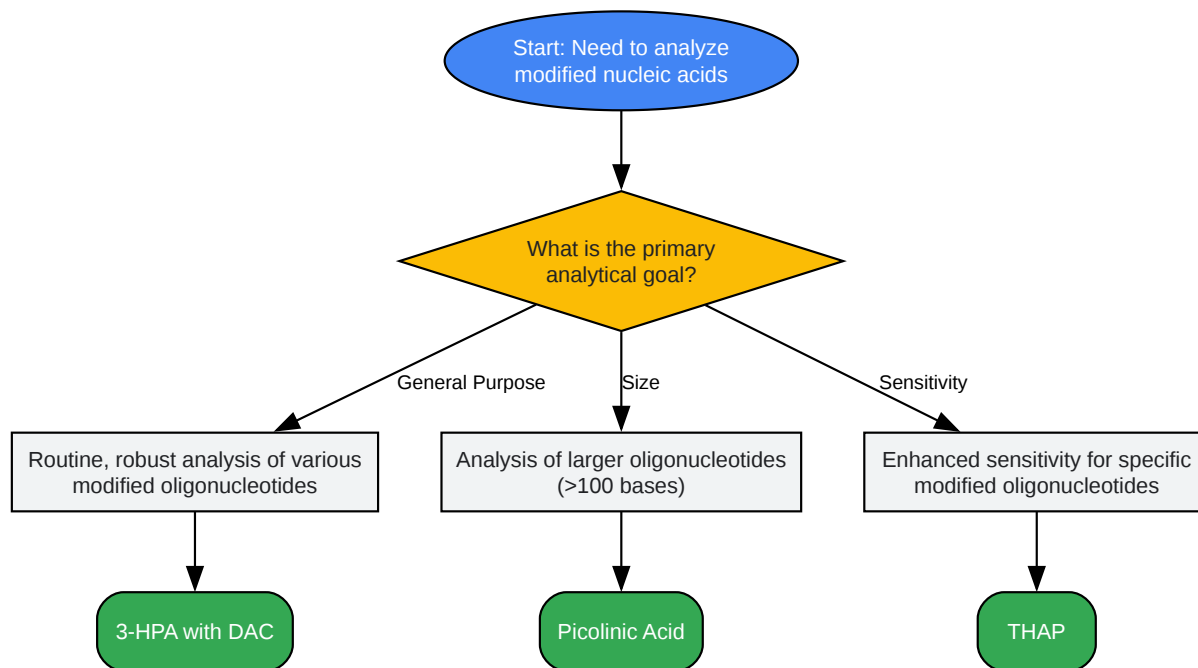 Start: Need to analyze
modified nucleic acids
What is the primary
analytical goal?
General Purpose
Size
Sensitivity
Routine, robust analysis of various
modified oligonucleotides
Analysis of larger oligonucleotides
(>100 bases)
Enhanced sensitivity for specific
modified oligonucleotides
3-HPA with DAC
Picolinic Acid
THAP